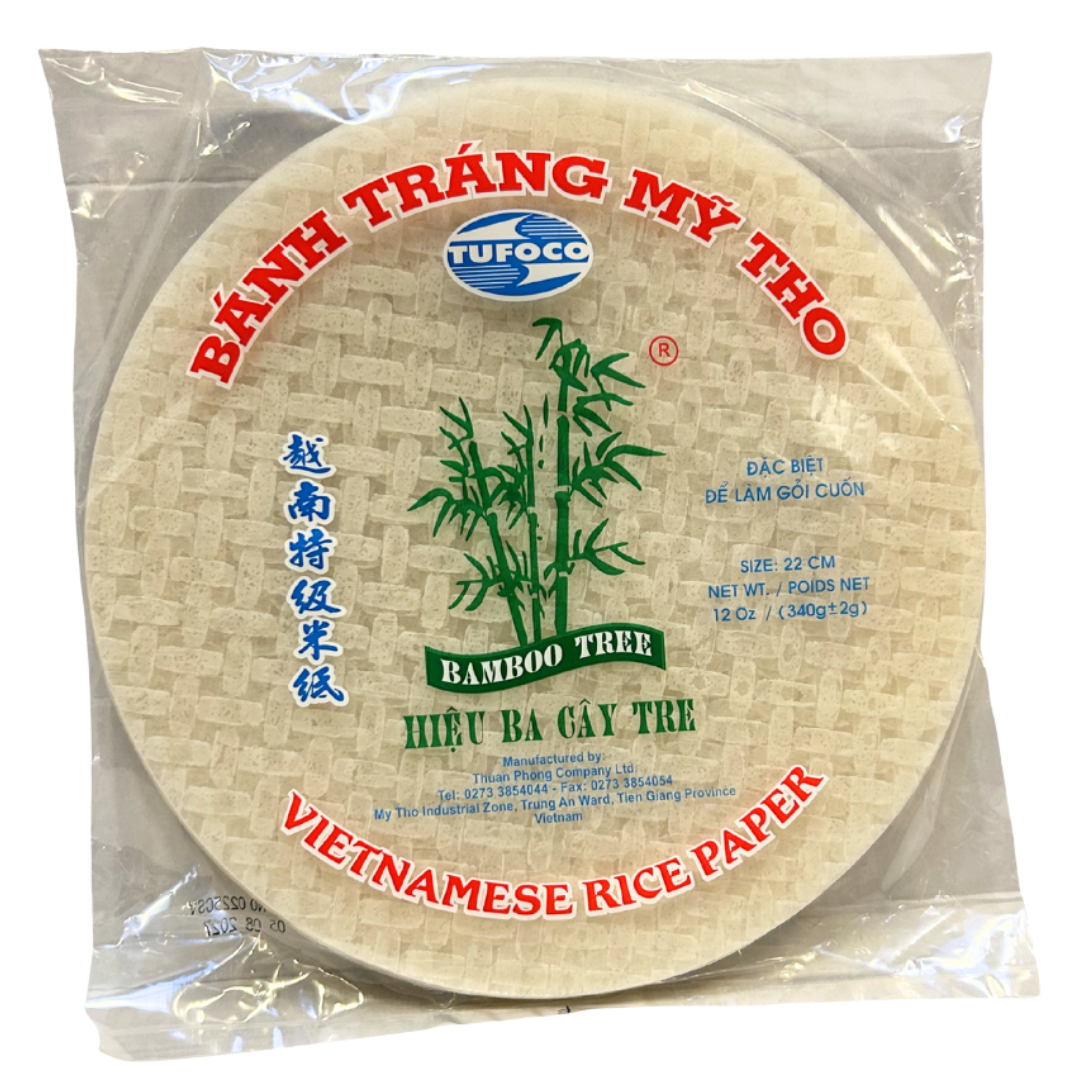 BÁNH TRÁNG MỸ THO
TUFOCO
®
越南特级米纸
ĐẶC BIỆT
ĐỂ LÀM GỎI CUỐN
SIZE: 22 CM
NET WT. / POIDS NET
12 Oz / (340g±2g)
BAMBOO TREE
HIỆU BA CÂY TRE
Manufactured by:
Thuan Phong Company Ltd
Tel: 0273 3854044 - Fax: 0273 3854054
My Tho Industrial Zone, Trung An Ward, Tien Giang Province
Vietnam
VIETNAMESE RICE PAPER